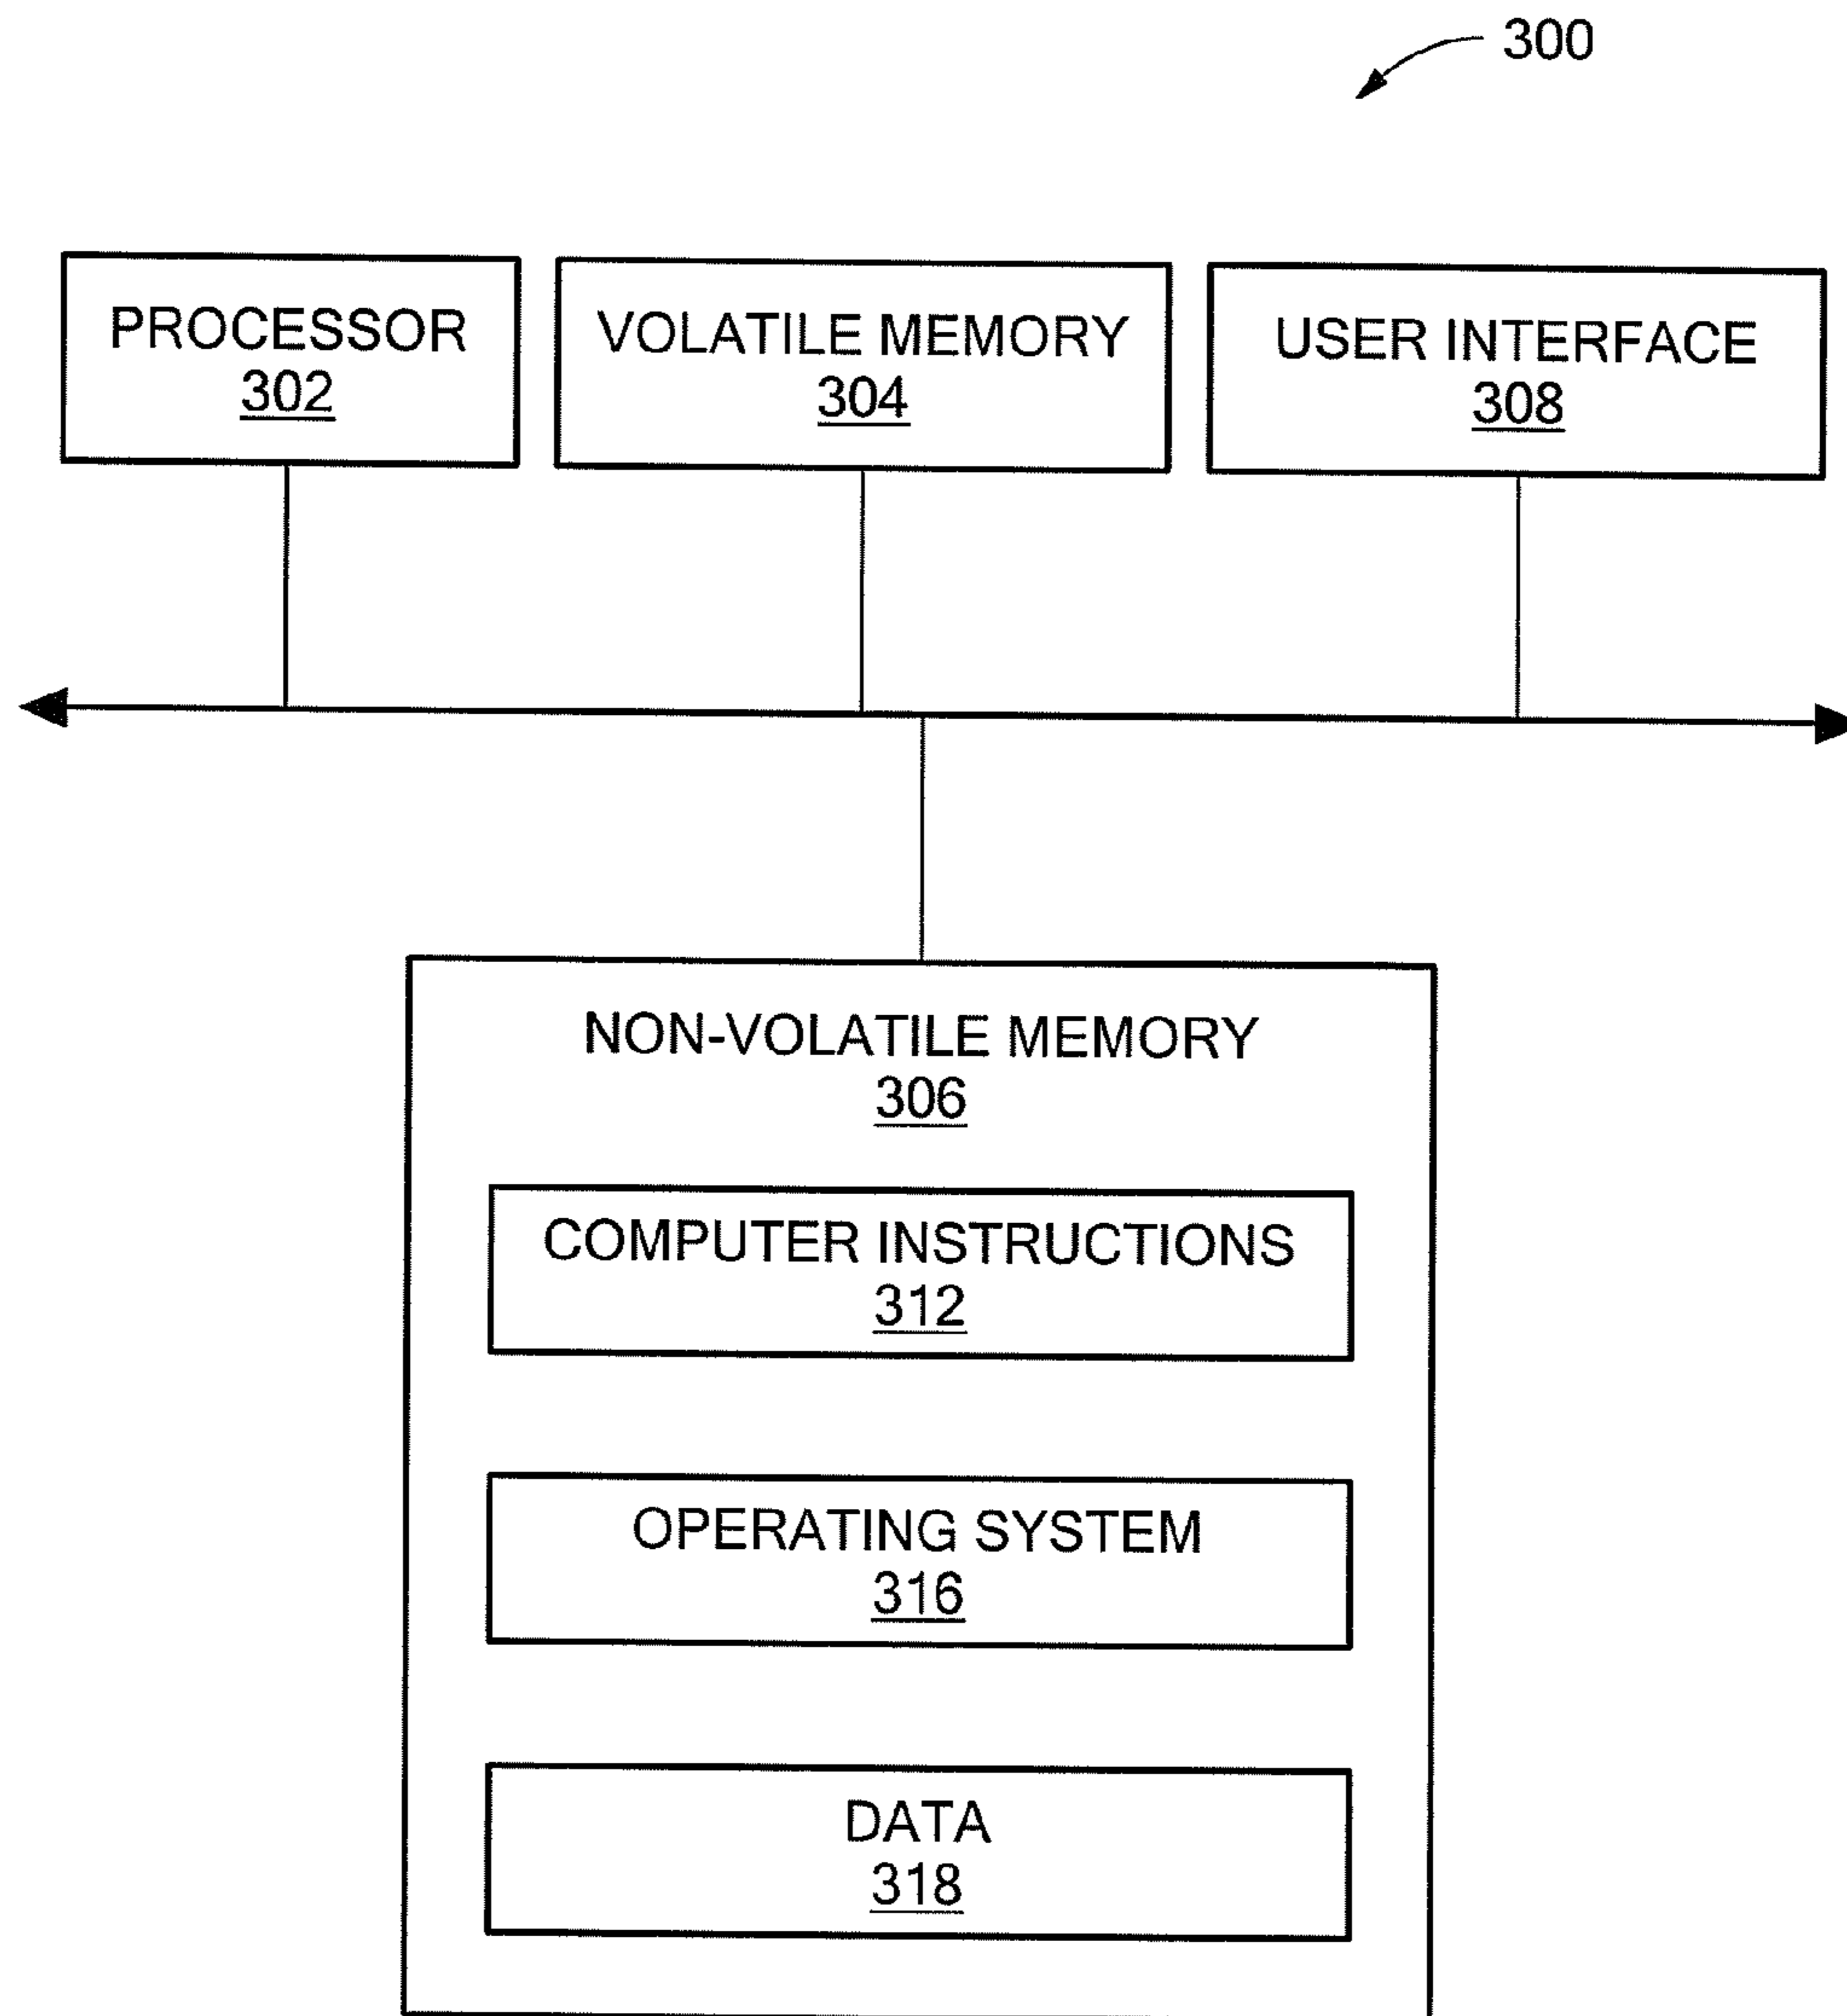 300
PROCESSOR
302
VOLATILE MEMORY
304
USER INTERFACE
308
NON-VOLATILE MEMORY
306
COMPUTER INSTRUCTIONS
312
OPERATING SYSTEM
316
DATA
318